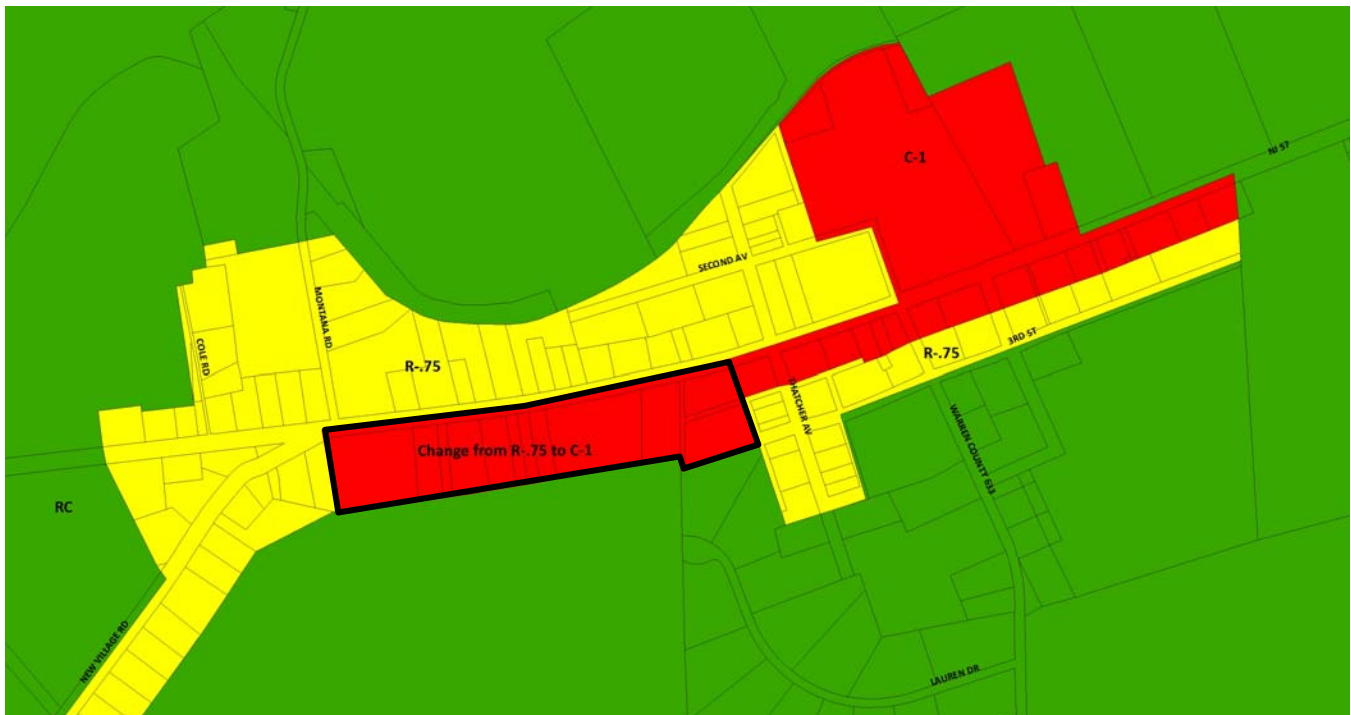 NJ 57
C-1
SECOND AV
MONTANA RD
COLE RD
R-.75
3RD ST
R-.75
THATCHER AV
WARREN COUNTY 633
Change from R-.75 to C-1
RC
NEW VILLAGE RD
LAUREN DR